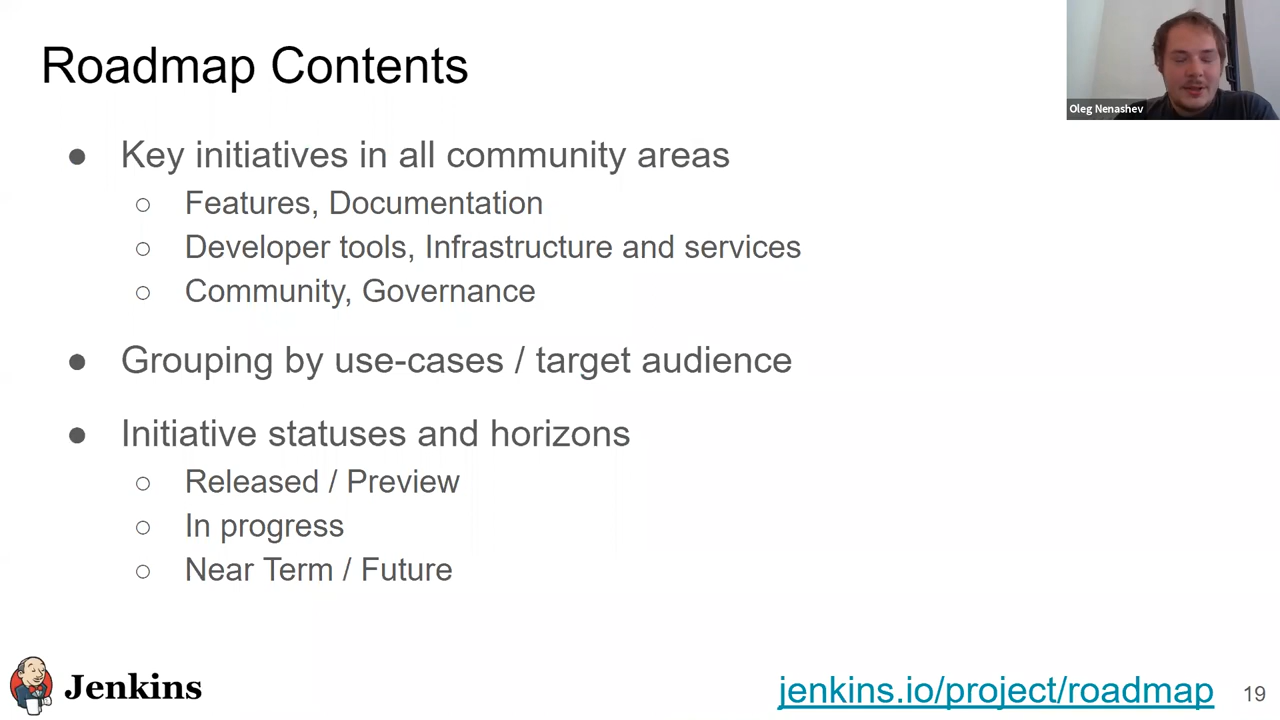 Roadmap Contents
Oleg Nenashev
● Key initiatives in all community areas
○ Features, Documentation
○ Developer tools, Infrastructure and services
○ Community, Governance
● Grouping by use-cases / target audience
● Initiative statuses and horizons
○ Released / Preview
○ In progress
○ Near Term / Future
Jenkins
jenkins.io/project/roadmap
19